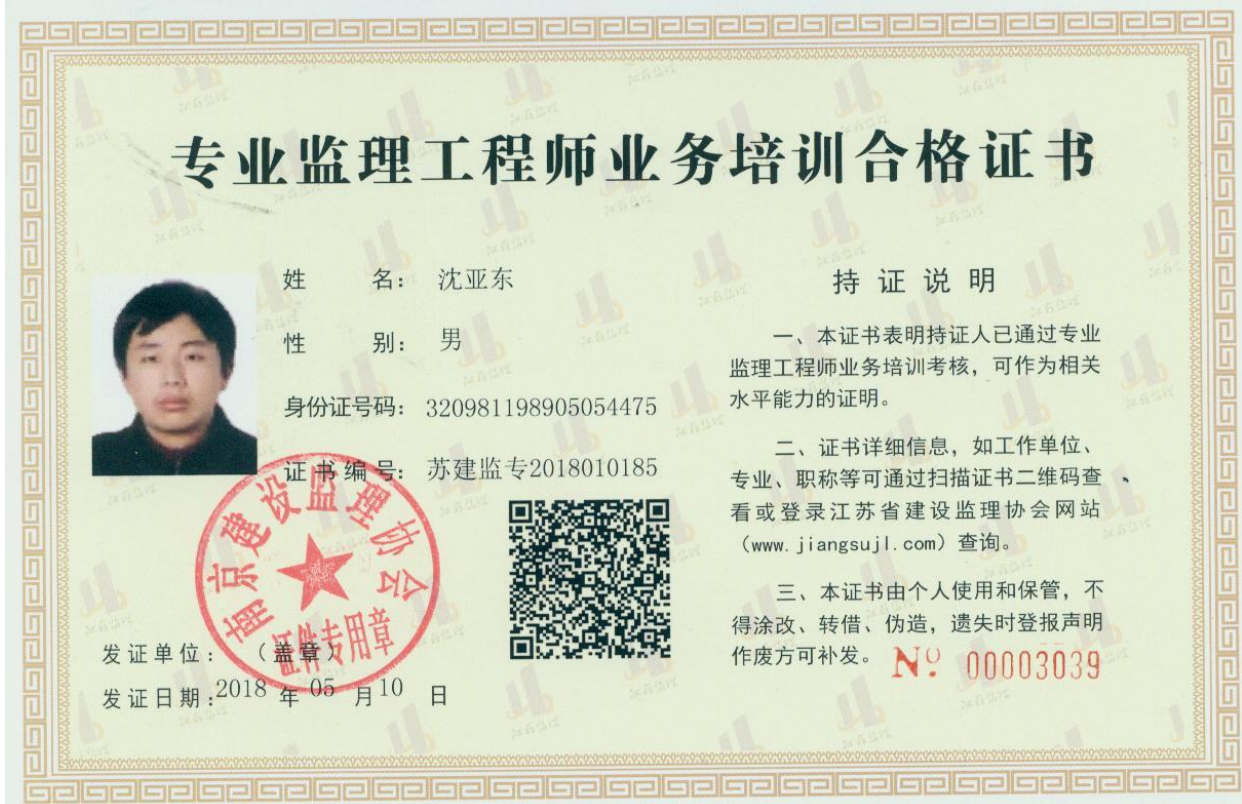 专业监理工程师业务培训合格证书
姓 名： 沈亚东
性 别： 男
身份证号码： 320981198905054475
证书编号： 苏建监专2018010185
南京建设监理协会
证件专用章
发证单位： （盖章）
发证日期：2018 年 05 月 10 日
持证说明
一、本证书表明持证人已通过专业
监理工程师业务培训考核，可作为相关
水平能力的证明。
二、证书详细信息，如工作单位、
专业、职称等可通过扫描证书二维码查
看或登录江苏省建设监理协会网站
（www.jiangsujl.com）查询。
三、本证书由个人使用和保管，不
得涂改、转借、伪造，遗失时登报声明
作废方可补发。
No. 00003039